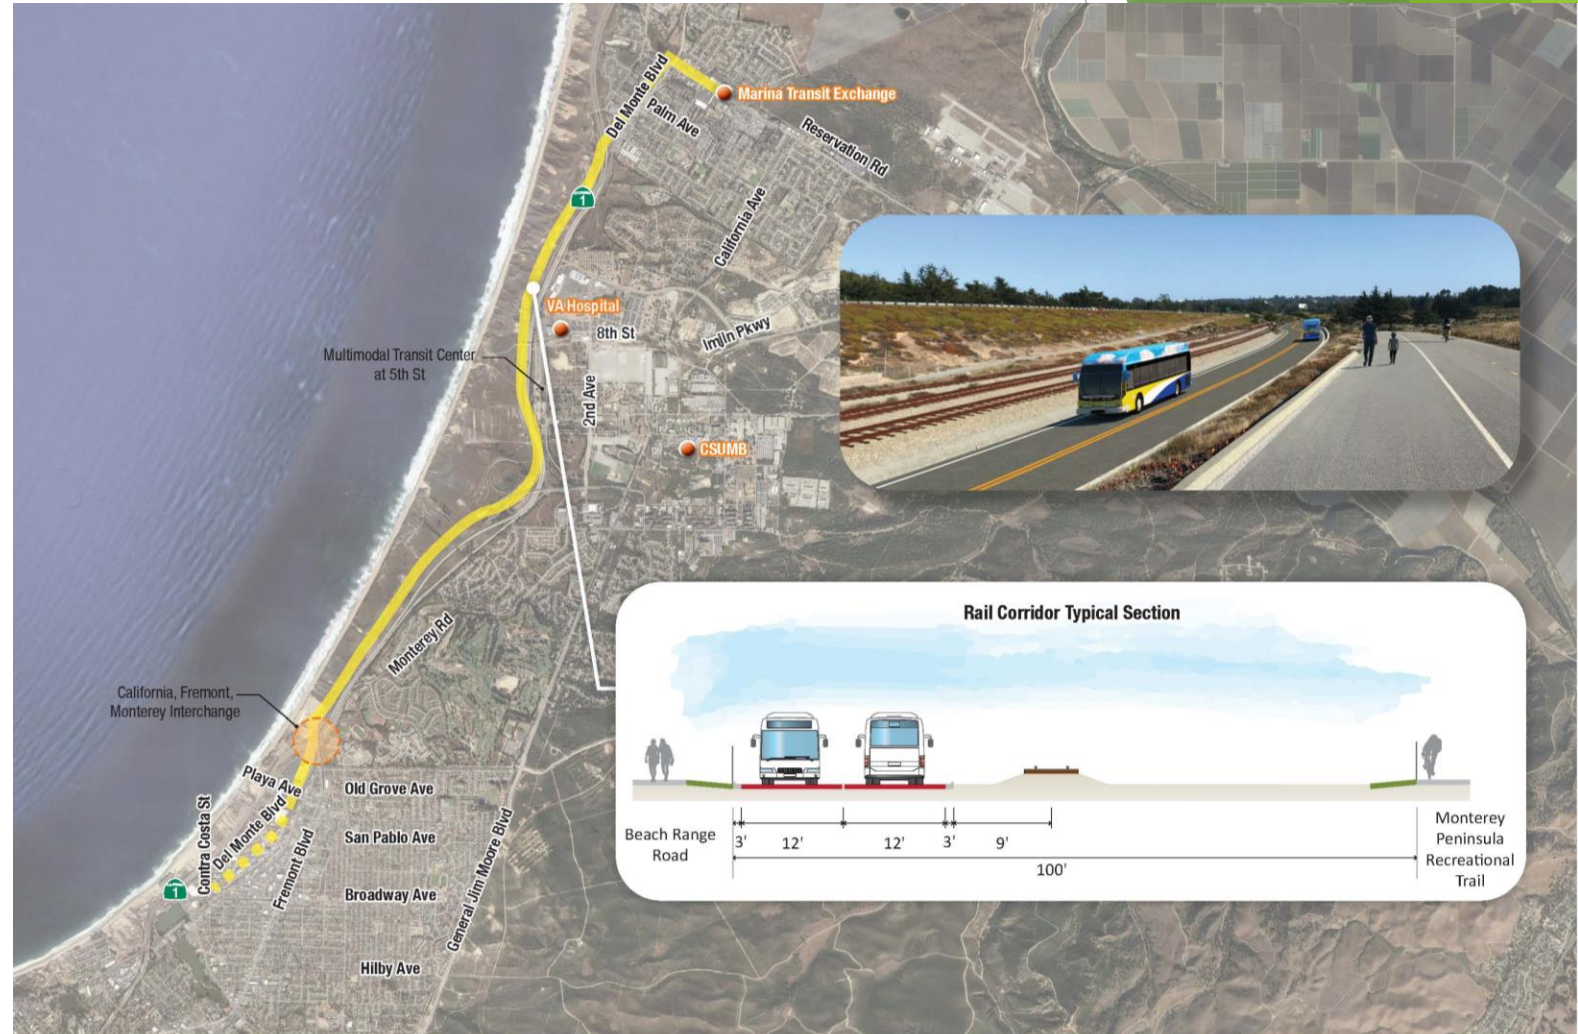 Del Monte Blvd
Marina Transit Exchange
Palm Ave
Reservation Rd
CALIFORNIA
1
California Ave
VA Hospital
8th St
Imjin Pkwy
Multimodal Transit Center
at 5th St
2nd Ave
CSUMB
Monterey Rd
California, Fremont,
Monterey Interchange
Playa Ave
Old Grove Ave
Contra Costa St
Del Monte Blvd
Fremont Blvd
San Pablo Ave
General Jim Moore Blvd
1
Broadway Ave
Hilby Ave
Rail Corridor Typical Section
Beach Range
Road
3'
12'
12'
3'
9'
100'
Monterey
Peninsula
Recreational
Trail